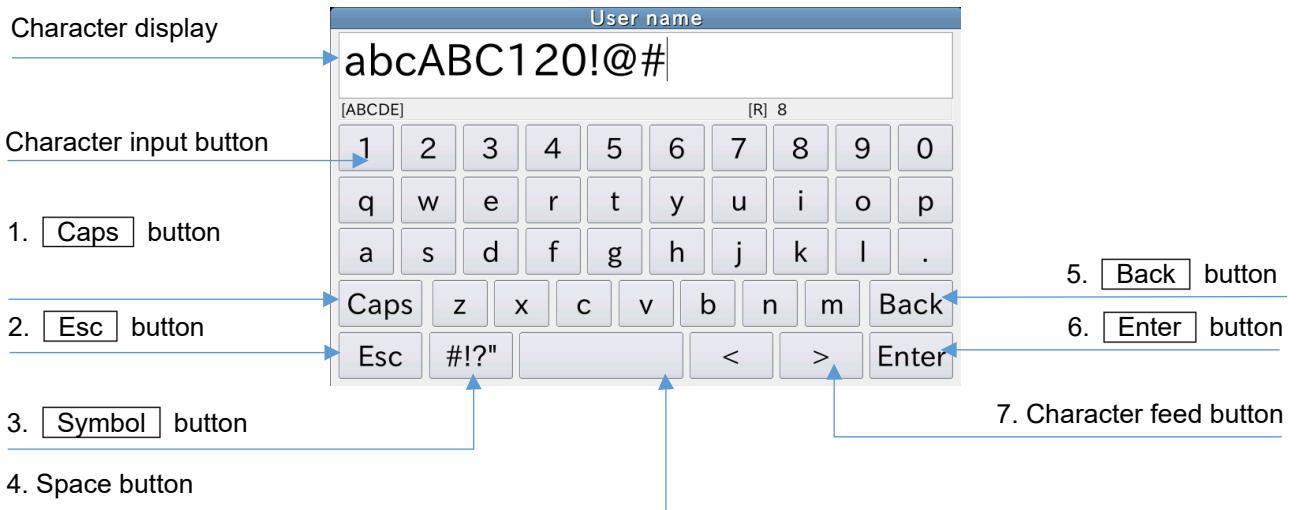 User name
Character display
abcABC120!@#
[ABCDE] [R] 8
Character input button
1 2 3 4 5 6 7 8 9 0
q w e r t y u i o p
1. Caps button
a s d f g h j k l .
5. Back button
Caps z x c v b n m Back
2. Esc button
6. Enter button
Esc #!?" < > Enter
3. Symbol button
7. Character feed button
4. Space button